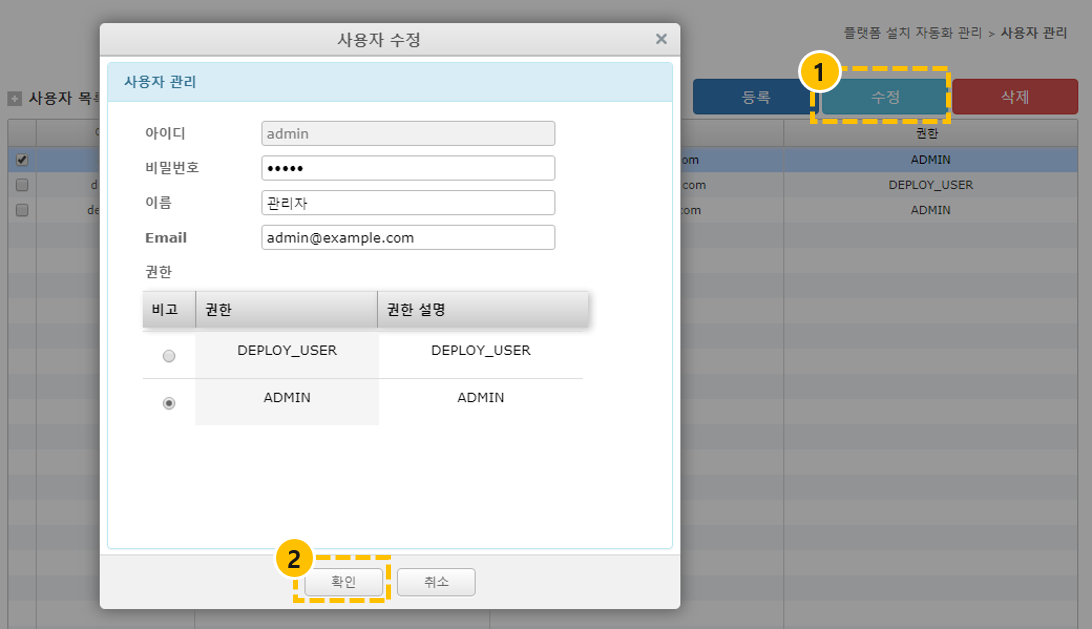 플랫폼 설치 자동화 관리 > 사용자 관리
사용자 목록
1
등록
수정
삭제
권한
com
ADMIN
com
DEPLOY_USER
com
ADMIN
사용자 수정
사용자 관리
아이디
admin
비밀번호
•••••
이름
관리자
Email
admin@example.com
권한
비고
권한
권한 설명
DEPLOY_USER
DEPLOY_USER
ADMIN
ADMIN
2
확인
취소